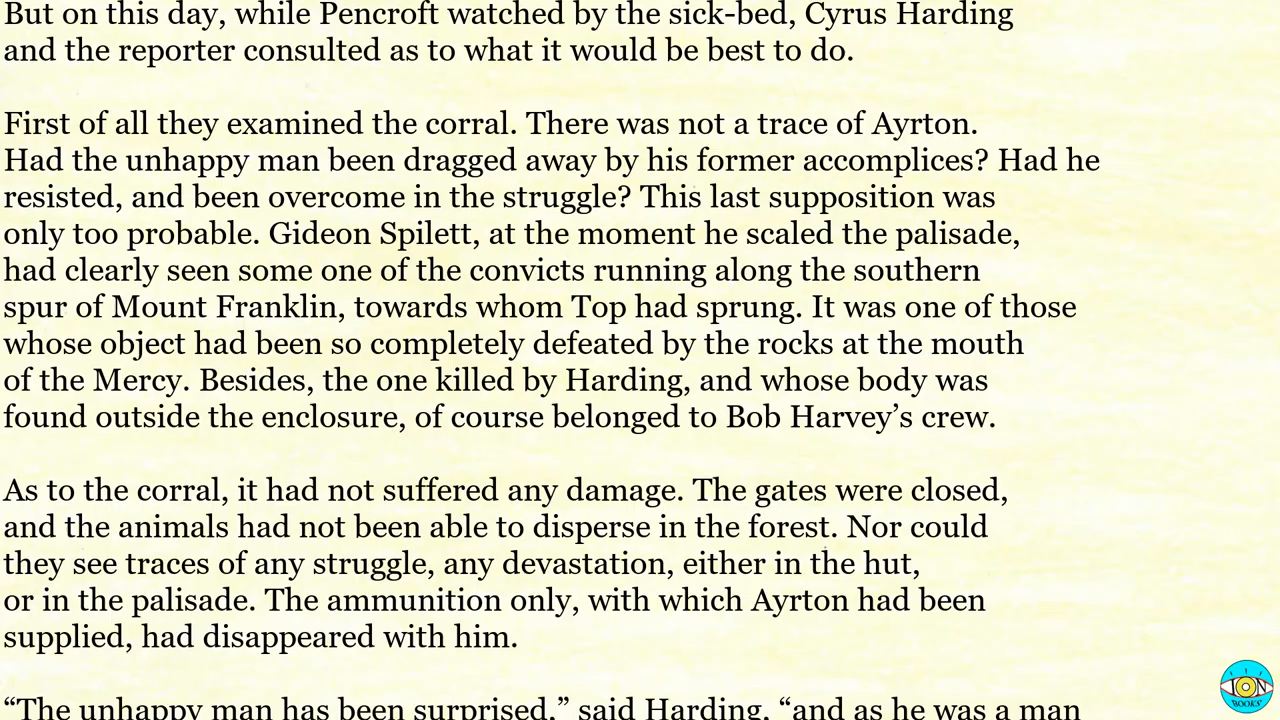 But on this day, while Pencroft watched by the sick-bed, Cyrus Harding
and the reporter consulted as to what it would be best to do.
First of all they examined the corral. There was not a trace of Ayrton.
Had the unhappy man been dragged away by his former accomplices? Had he
resisted, and been overcome in the struggle? This last supposition was
only too probable. Gideon Spilett, at the moment he scaled the palisade,
had clearly seen some one of the convicts running along the southern
spur of Mount Franklin, towards whom Top had sprung. It was one of those
whose object had been so completely defeated by the rocks at the mouth
of the Mercy. Besides, the one killed by Harding, and whose body was
found outside the enclosure, of course belonged to Bob Harvey’s crew.
As to the corral, it had not suffered any damage. The gates were closed,
and the animals had not been able to disperse in the forest. Nor could
they see traces of any struggle, any devastation, either in the hut,
or in the palisade. The ammunition only, with which Ayrton had been
supplied, had disappeared with him.
“The unhappy man has been surprised,” said Harding, “and as he was a man
ION
BOOKS